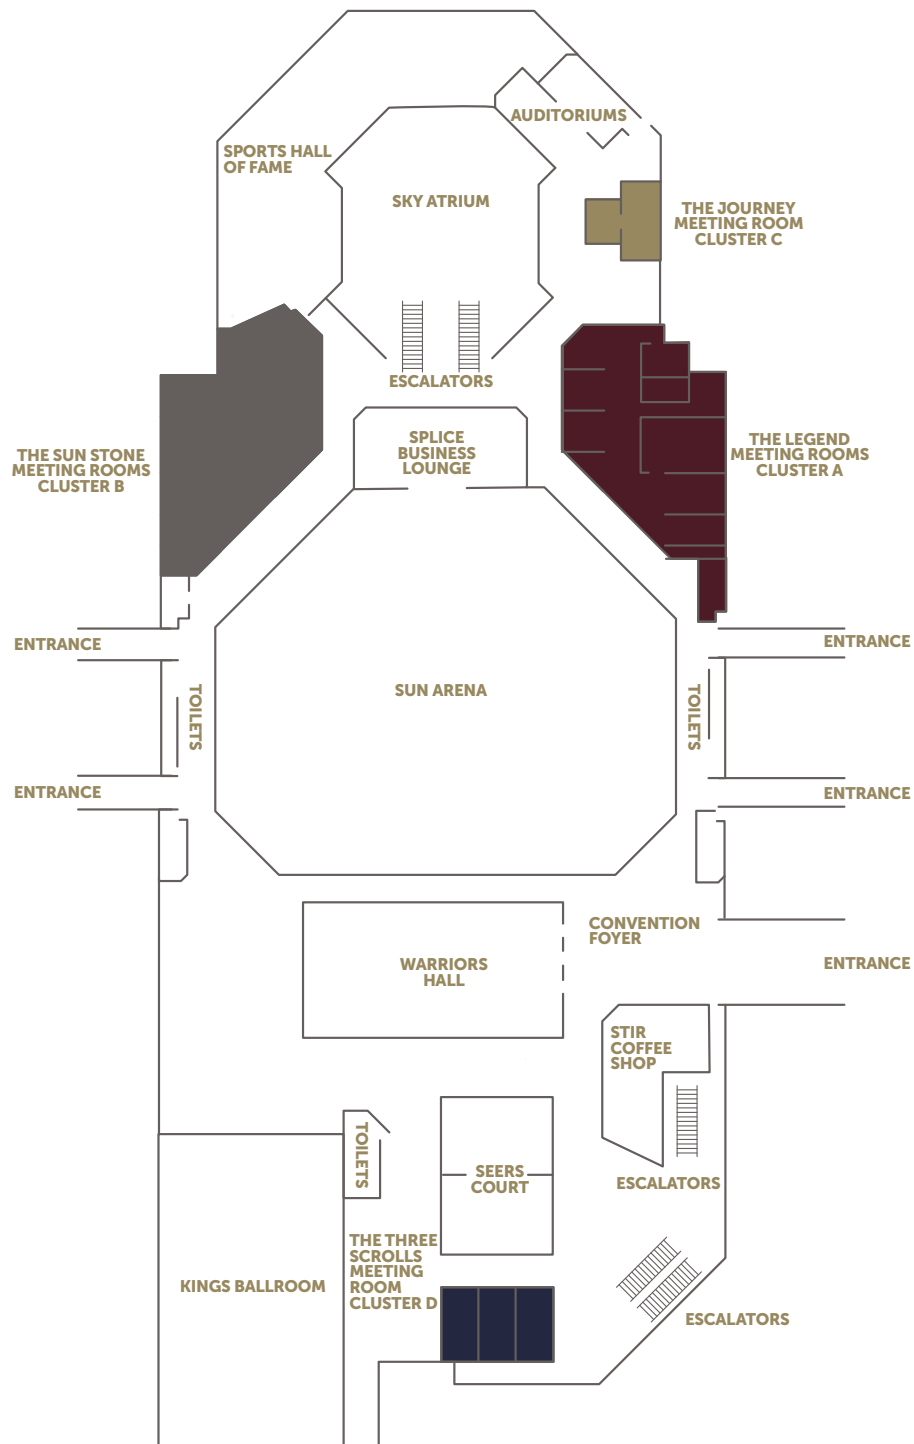 AUDITORIUMS
SPORTS HALL
OF FAME
SKY ATRIUM
THE JOURNEY
MEETING ROOM
CLUSTER C
ESCALATORS
SPLICE
BUSINESS
LOUNGE
THE SUN STONE
MEETING ROOMS
CLUSTER B
THE LEGEND
MEETING ROOMS
CLUSTER A
ENTRANCE
ENTRANCE
TOILETS
SUN ARENA
TOILETS
ENTRANCE
ENTRANCE
CONVENTION
FOYER
WARRIORS
HALL
ENTRANCE
STIR
COFFEE
SHOP
TOILETS
SEERS
COURT
ESCALATORS
THE THREE
SCROLLS
MEETING
ROOM
CLUSTER D
KINGS BALLROOM
ESCALATORS